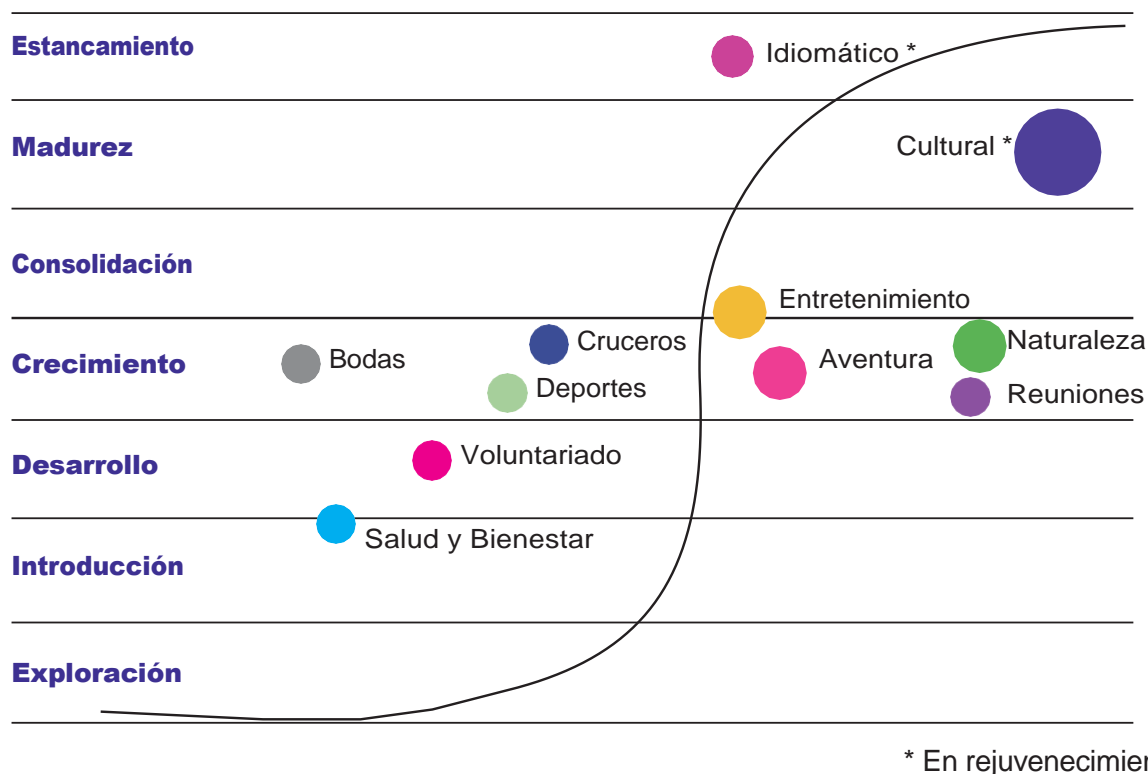 Estancamiento
Idiomático *
Madurez
Cultural *
Consolidación
Entretenimiento
Crecimiento
Bodas
Cruceros
Deportes
Aventura
Naturaleza
Reuniones
Desarrollo
Voluntariado
Salud y Bienestar
Introducción
Exploración
* En rejuvenecimien